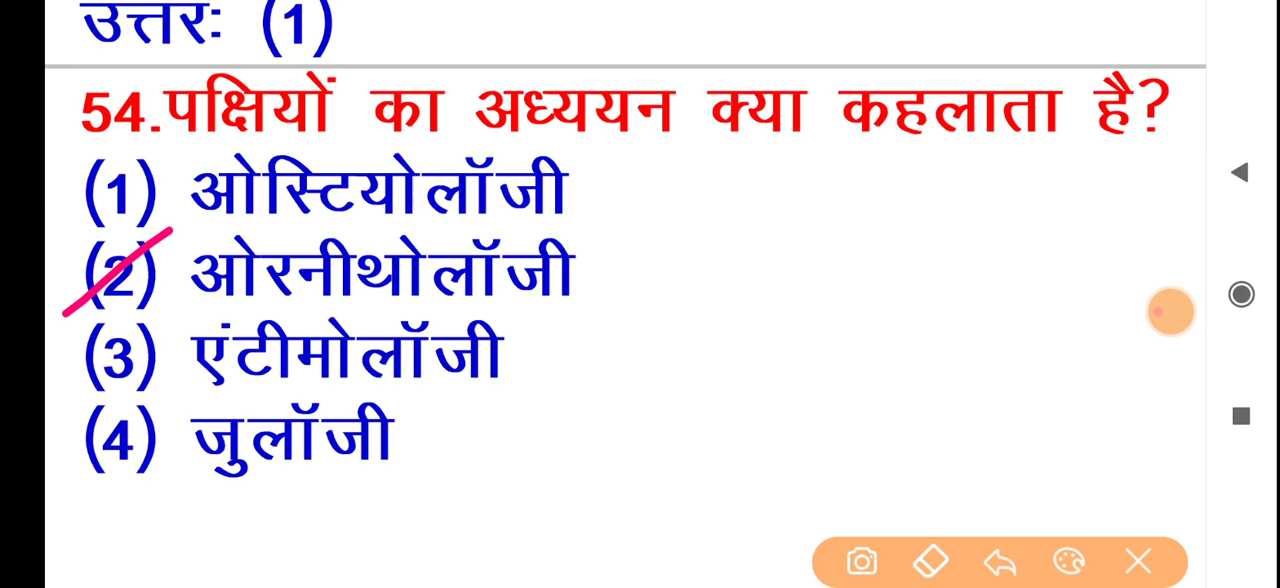 उत्तरः (1)
54.पक्षियों का अध्ययन क्या कहलाता है?
(1) ओस्टियोलॉजी
(2) ओरनीथोलॉजी
(3) एंटीमोलॉजी
(4) जुलॉजी